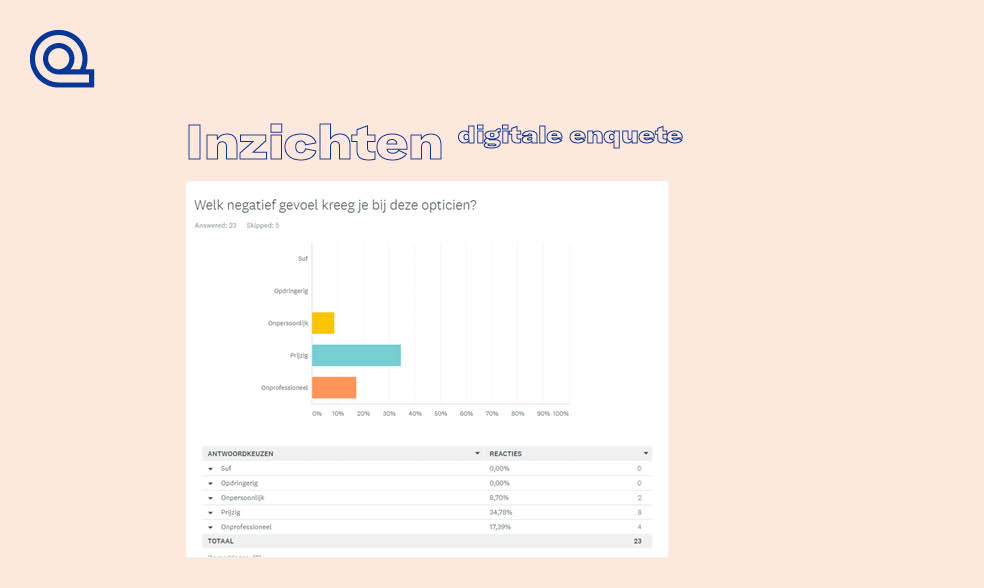 Inzichten digitale enquete
Welk negatief gevoel kreeg je bij deze opticien?
Answered: 23 Skipped: 5
Suf
Opdringerig
Onpersoonlijk
Prijzig
Onprofessioneel
0% 10% 20% 30% 40% 50% 60% 70% 80% 90% 100%
ANTWOORDKEUZEN REACTIES
Suf 0,00% 0
Opdringerig 0,00% 0
Onpersoonlijk 8,70% 2
Prijzig 34,78% 8
Onprofessioneel 17,39% 4
TOTAAL 23